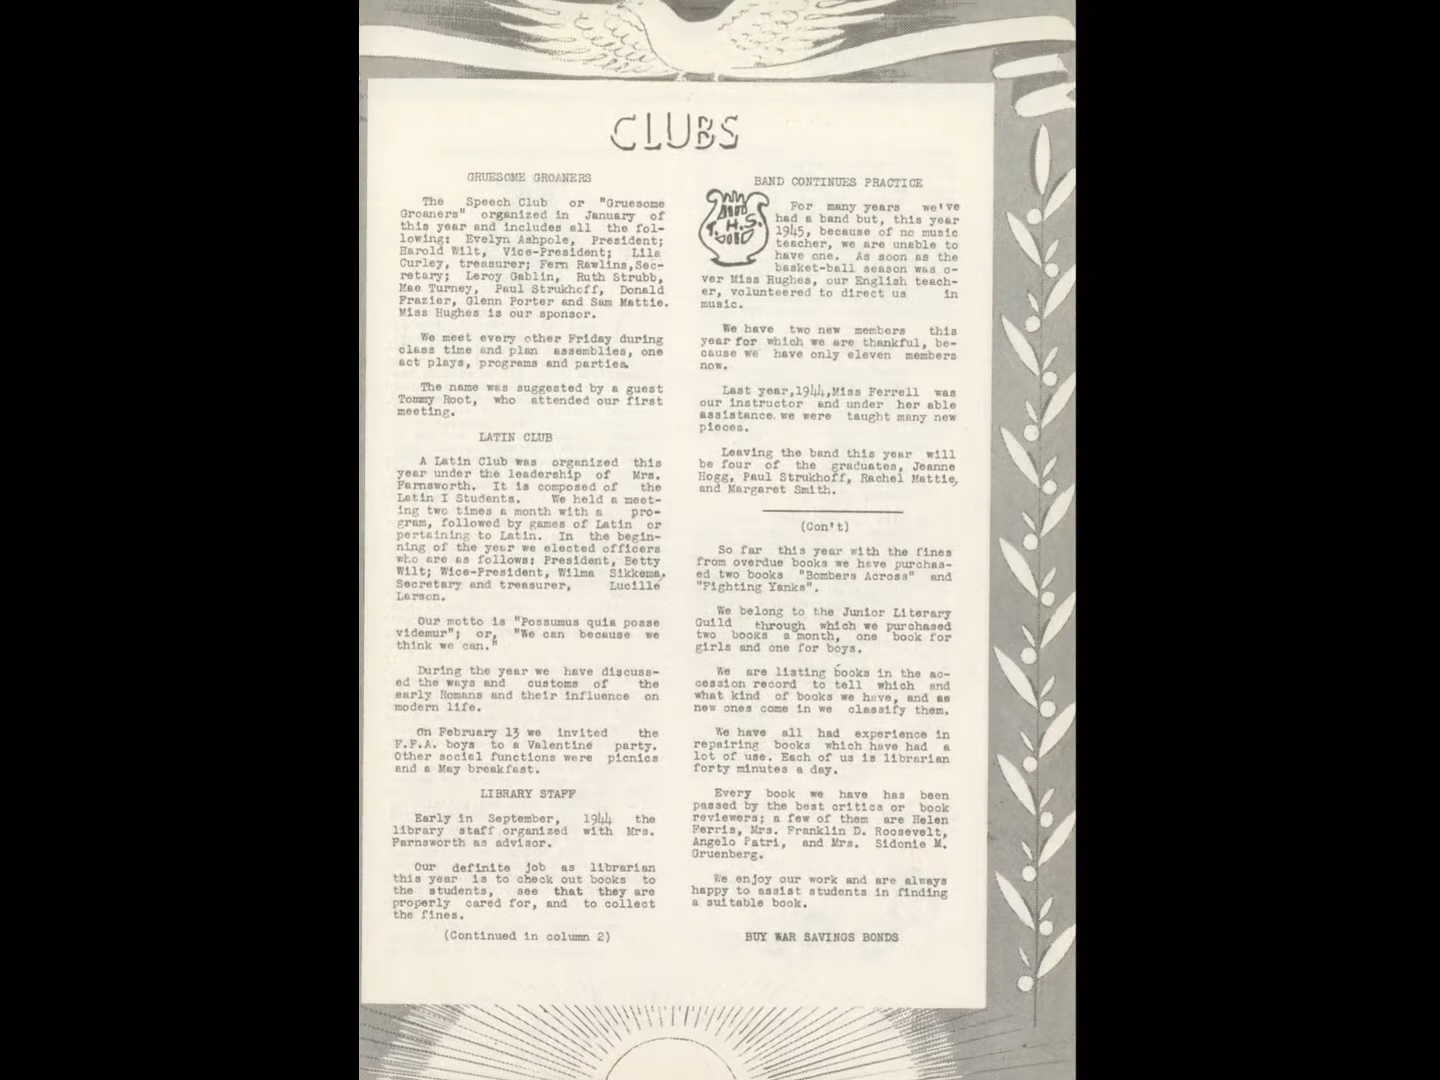 CLUBS
GRUESOME GROANERS
The Speech Club or "Gruesome
Groaners" organized in January of
this year and includes all the fol-
lowing: Evelyn Ashpole, President;
Harold Wilt, Vice-President; Lila
Curley, treasurer; Fern Rawlins,Sec-
retary; Leroy Gablin, Ruth Strubb,
Mae Turney, Paul Strukhoff, Donald
Frazier, Glenn Porter and Sam Mattie.
Miss Hughes is our sponsor.
We meet every other Friday during
class time and plan assemblies, one
act plays, programs and parties.
The name was suggested by a guest
Tommy Root, who attended our first
meeting.
LATIN CLUB
A Latin Club was organized this
year under the leadership of Mrs.
Farnsworth. It is composed of the
Latin I Students. We held a meet-
ing two times a month with a pro-
gram, followed by games of Latin or
pertaining to Latin. In the begin-
ning of the year we elected officers
who are as follows: President, Betty
Wilt; Wice-President, Wilma Sikkema,
Secretary and treasurer, Lucille
Larson.
Our motto is "Possumus quia posse
videmur"; or, "We can because we
think we can."
During the year we have discuss-
ed the ways and customs of the
early Romans and their influence on
modern life.
On February 13 we invited the
F.F.A. boys to a Valentine party.
Other social functions were picnics
and a May breakfast.
LIBRARY STAFF
Early in September, 1944 the
library staff organized with Mrs.
Farnsworth as advisor.
Our definite job as librarian
this year is to check out books to
the students, see that they are
properly cared for, and to collect
the fines.
(Continued in column 2)
BAND CONTINUES PRACTICE
T.H.S.
For many years we've
had a band but, this year
1945, because of no music
teacher, we are unable to
have one. As soon as the
basket-ball season was o-
ver Miss Hughes, our English teach-
er, volunteered to direct us in
music.
We have two new members this
year for which we are thankful, be-
cause we have only eleven members
now.
Last year,1944,Miss Ferrell was
our instructor and under her able
assistance we were taught many new
pieces.
Leaving the band this year will
be four of the graduates, Jeanne
Hogg, Paul Strukhoff, Rachel Mattie,
and Margaret Smith.
(Con't)
So far this year with the fines
from overdue books we have purchas-
ed two books "Bombers Across" and
"Fighting Yanks".
We belong to the Junior Literary
Guild through which we purchased
two books a month, one book for
girls and one for boys.
We are listing books in the ac-
cession record to tell which and
what kind of books we have, and as
new ones come in we classify them.
We have all had experience in
repairing books which have had a
lot of use. Each of us is librarian
forty minutes a day.
Every book we have has been
passed by the best critics or book
reviewers; a few of them are Helen
Ferris, Mrs. Franklin D. Roosevelt,
Angelo Patri, and Mrs. Sidonie M.
Gruenberg.
We enjoy our work and are always
happy to assist students in finding
a suitable book.
BUY WAR SAVINGS BONDS